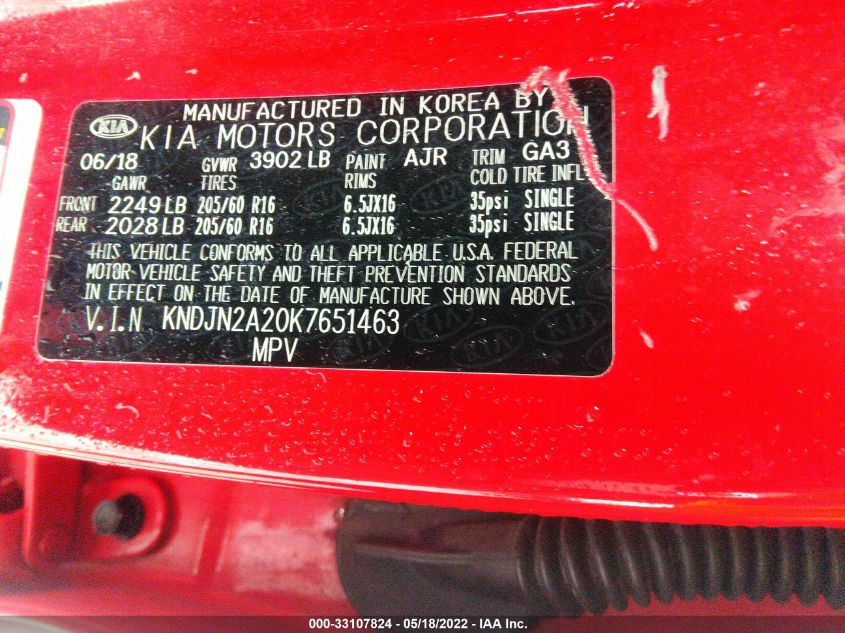 MANUFACTURED IN KOREA BY
KIA KIA MOTORS CORPORATION
06/18 GVWR 3902 LB PAINT AJR TRIM GA3
GAWR TIRES RIMS COLD TIRE INFL
FRONT 2249 LB 205/60 R16 6.5JX16 35psi SINGLE
REAR 2028 LB 205/60 R16 6.5JX16 35psi SINGLE
THIS VEHICLE CONFORMS TO ALL APPLICABLE U.S.A. FEDERAL
MOTOR VEHICLE SAFETY AND THEFT PREVENTION STANDARDS
IN EFFECT ON THE DATE OF MANUFACTURE SHOWN ABOVE.
V.I.N KNDJN2A20K7651463
MPV
000-33107824 - 05/18/2022 - IAA Inc.